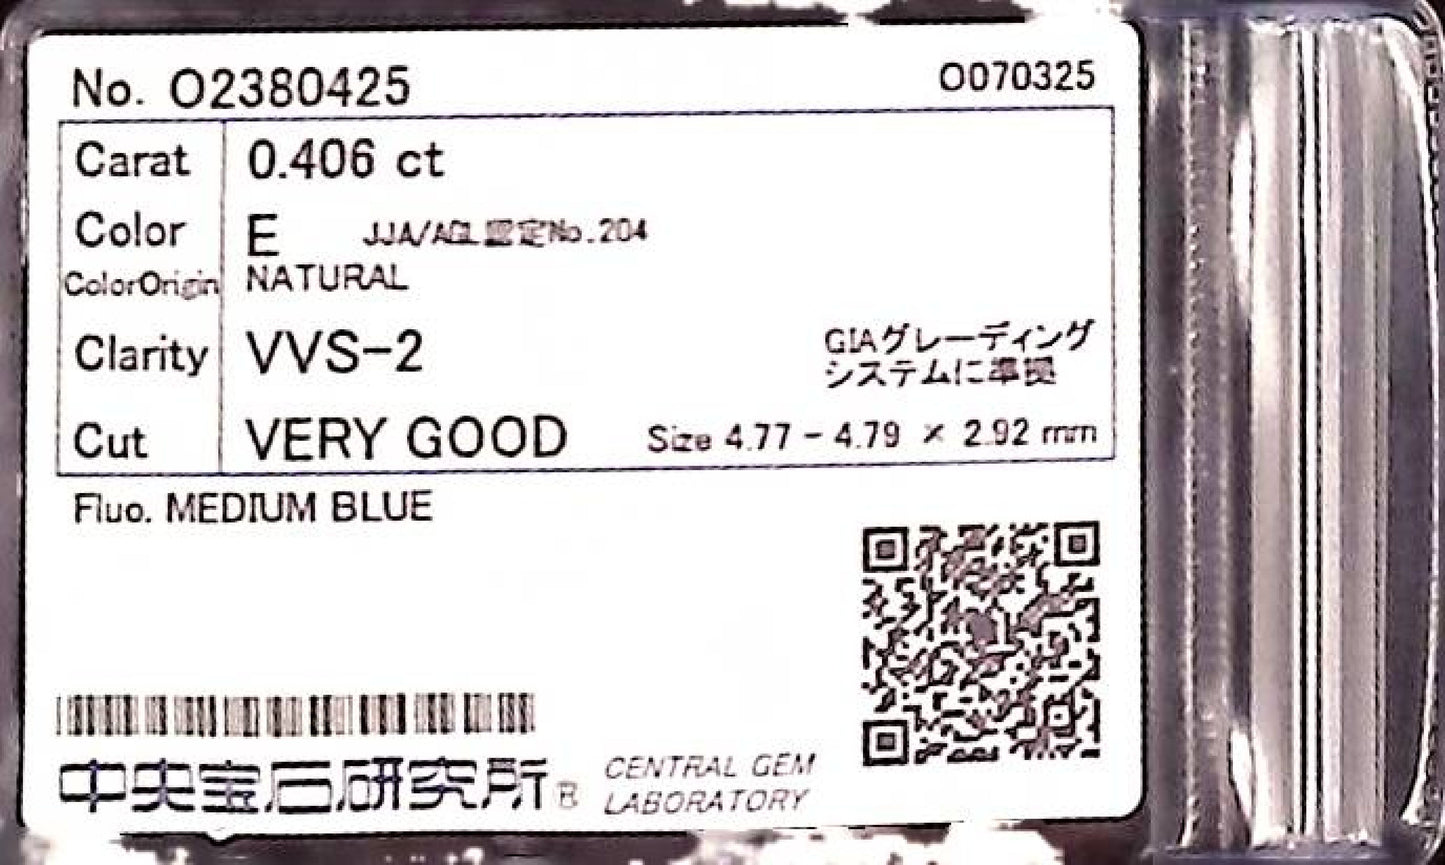 No. O2380425
O070325
Carat 0.406 ct
Color E JJA/AGL認定No.204
ColorOrigin NATURAL
Clarity VVS-2
GIAグレーディング
システムに準拠
Cut VERY GOOD Size 4.77 - 4.79 × 2.92 mm
Fluo. MEDIUM BLUE
中央宝石研究所®
CENTRAL GEM
LABORATORY